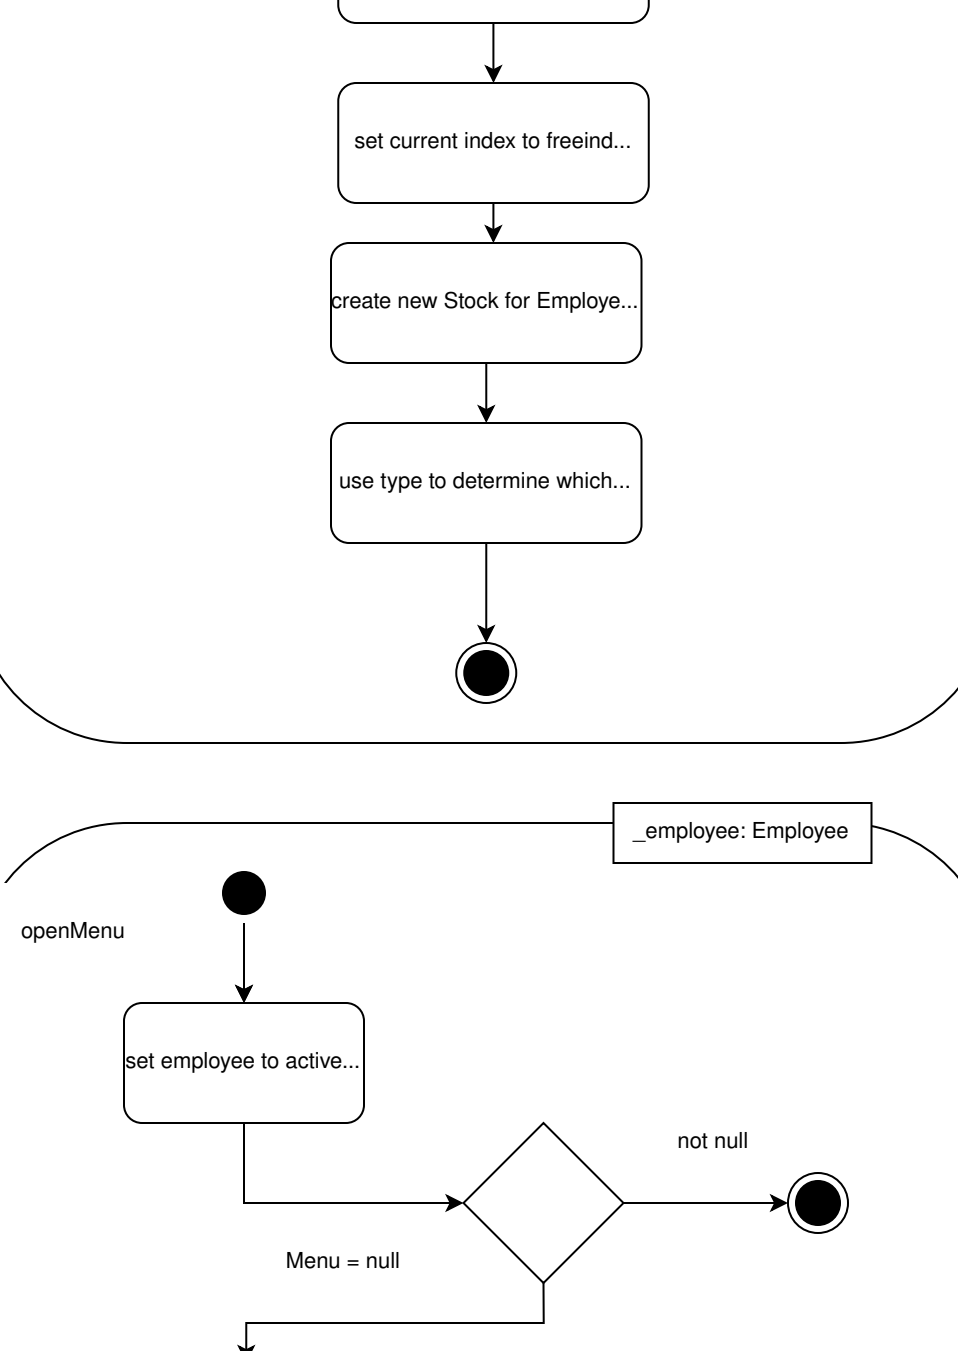 set current index to freeind...
create new Stock for Employe...
use type to determine which...
_employee: Employee
openMenu
set employee to active...
not null
Menu = null